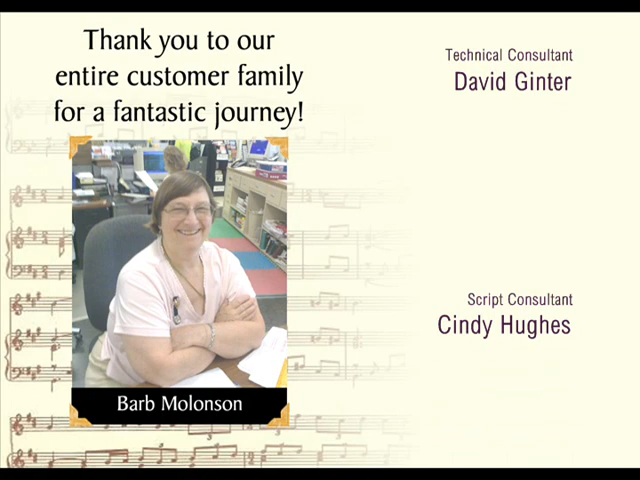 Thank you to our
entire customer family
for a fantastic journey!
Barb Molonson
Technical Consultant
David Ginter
Script Consultant
Cindy Hughes